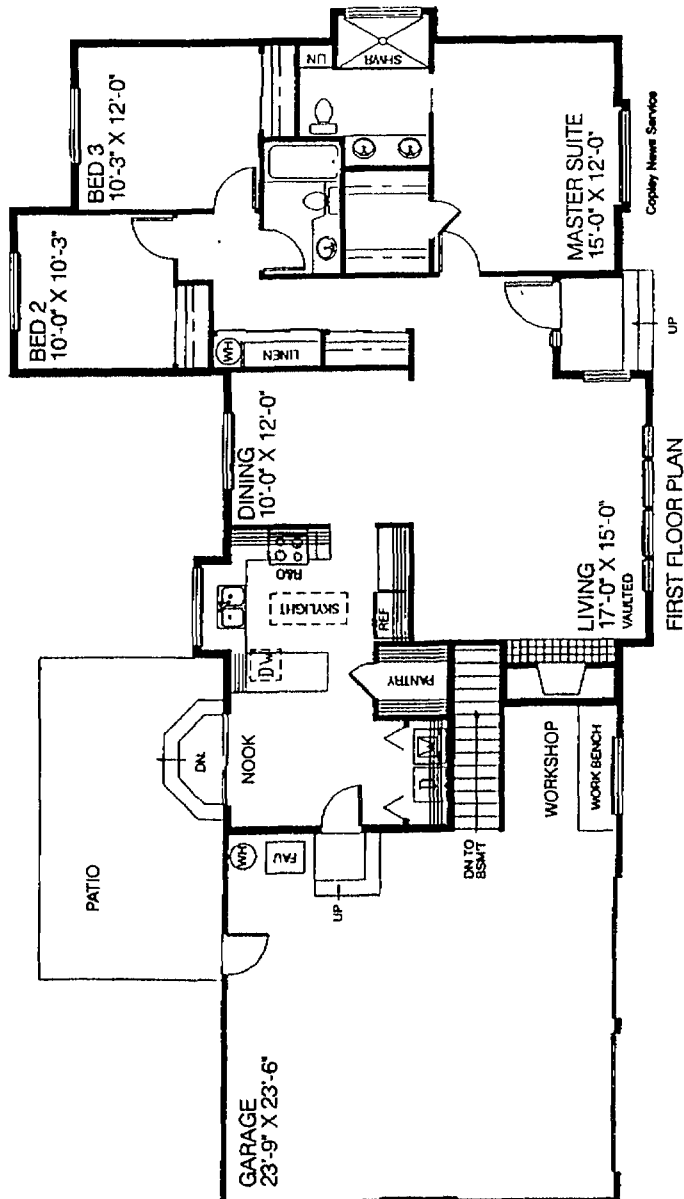 BED 3
10'-3" X 12'-0"
LIN
SHWR
BED 2
10'-0" X 10'-3"
MASTER SUITE
15'-0" X 12'-0"
Copley News Service
WH
LINEN
UP
DINING
10'-0" X 12'-0"
R&O
SKYLIGHT
REF
DW
LIVING
17'-0" X 15'-0"
VAULTED
PANTRY
NOOK
DN.
PATIO
W
D
WORKSHOP
WORK BENCH
DN TO
BSM'T
WH
FAU
UP
GARAGE
23'-9" X 23'-6"
FIRST FLOOR PLAN